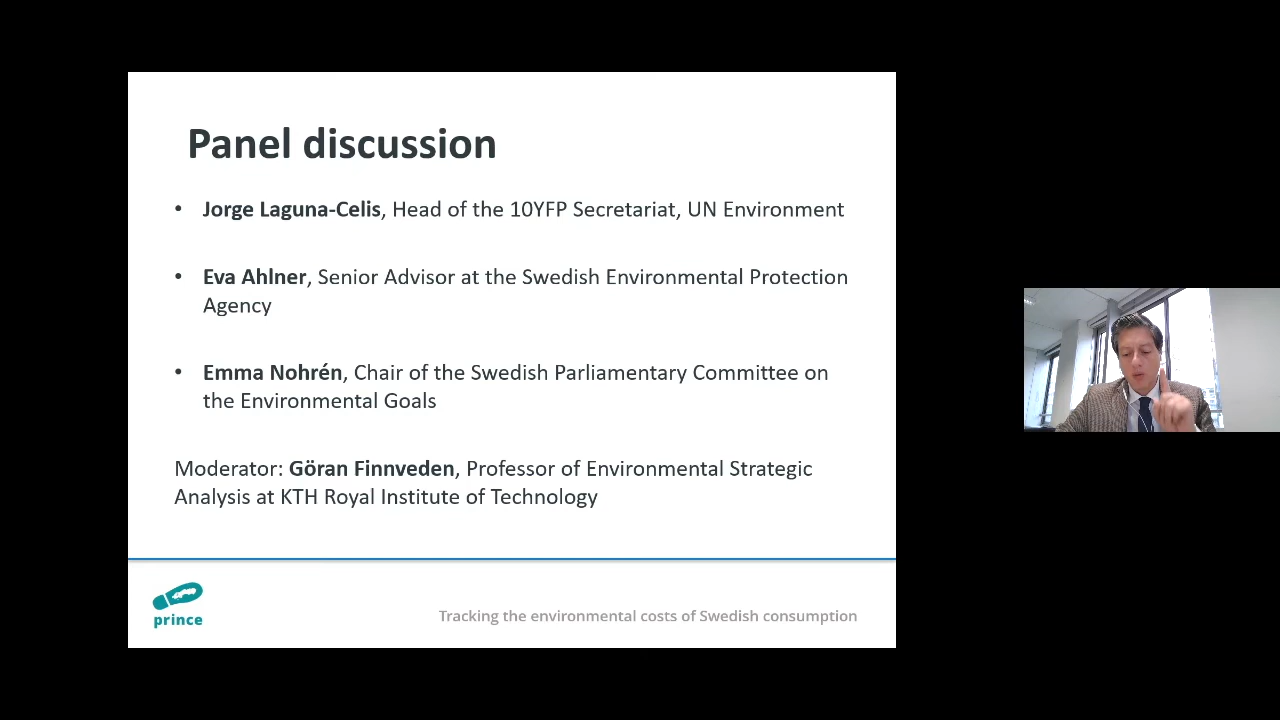 Panel discussion
• Jorge Laguna-Celis, Head of the 10YFP Secretariat, UN Environment
• Eva Ahlner, Senior Advisor at the Swedish Environmental Protection
Agency
• Emma Nohrén, Chair of the Swedish Parliamentary Committee on
the Environmental Goals
Moderator: Göran Finnveden, Professor of Environmental Strategic
Analysis at KTH Royal Institute of Technology
prince
Tracking the environmental costs of Swedish consumption